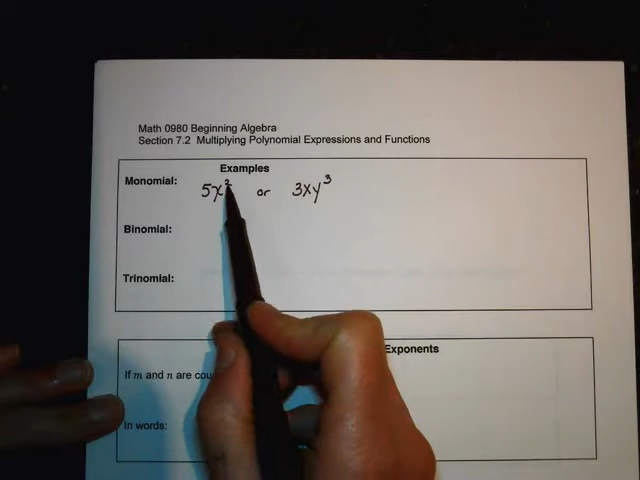 Math 0980 Beginning Algebra
Section 7.2 Multiplying Polynomial Expressions and Functions
Examples
Monomial:
5x² or 3xy³
Binomial:
Trinomial:
Exponents
If m and n are
In words: